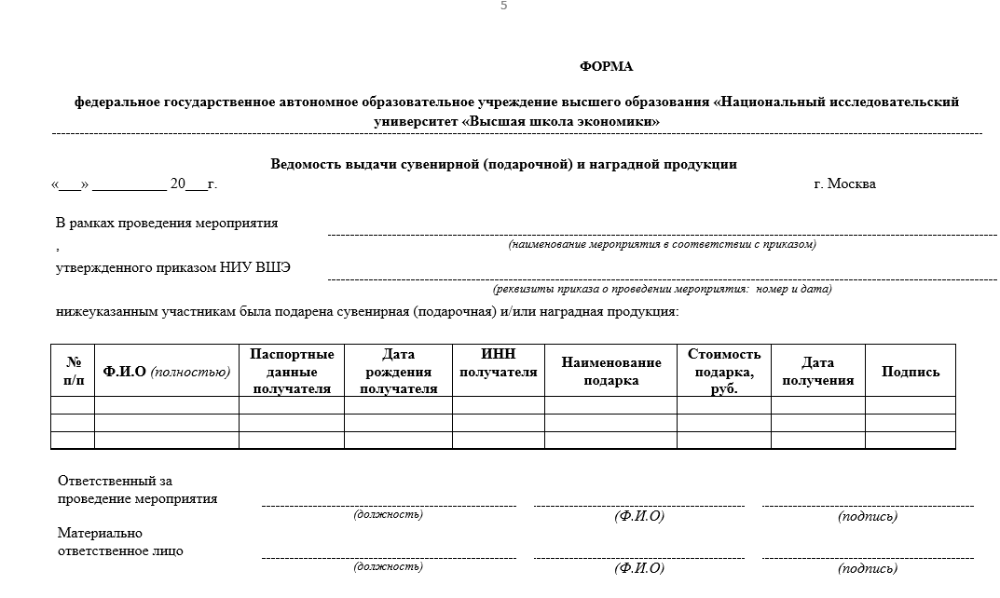 5
ФОРМА
федеральное государственное автономное образовательное учреждение высшего образования «Национальный исследовательский
университет «Высшая школа экономики»
Ведомость выдачи сувенирной (подарочной) и наградной продукции
«___» __________ 20___г. г. Москва
В рамках проведения мероприятия
(наименование мероприятия в соответствии с приказом)
,
утвержденного приказом НИУ ВШЭ
(реквизиты приказа о проведении мероприятия: номер и дата)
нижеуказанным участникам была подарена сувенирная (подарочная) и/или наградная продукция:
№
п/п
Ф.И.О (полностью)
Паспортные
данные
получателя
Дата
рождения
получателя
ИНН
получателя
Наименование
подарка
Стоимость
подарка,
руб.
Дата
получения
Подпись
Ответственный за
проведение мероприятия
(должность) (Ф.И.О) (подпись)
Материально
ответственное лицо
(должность) (Ф.И.О) (подпись)